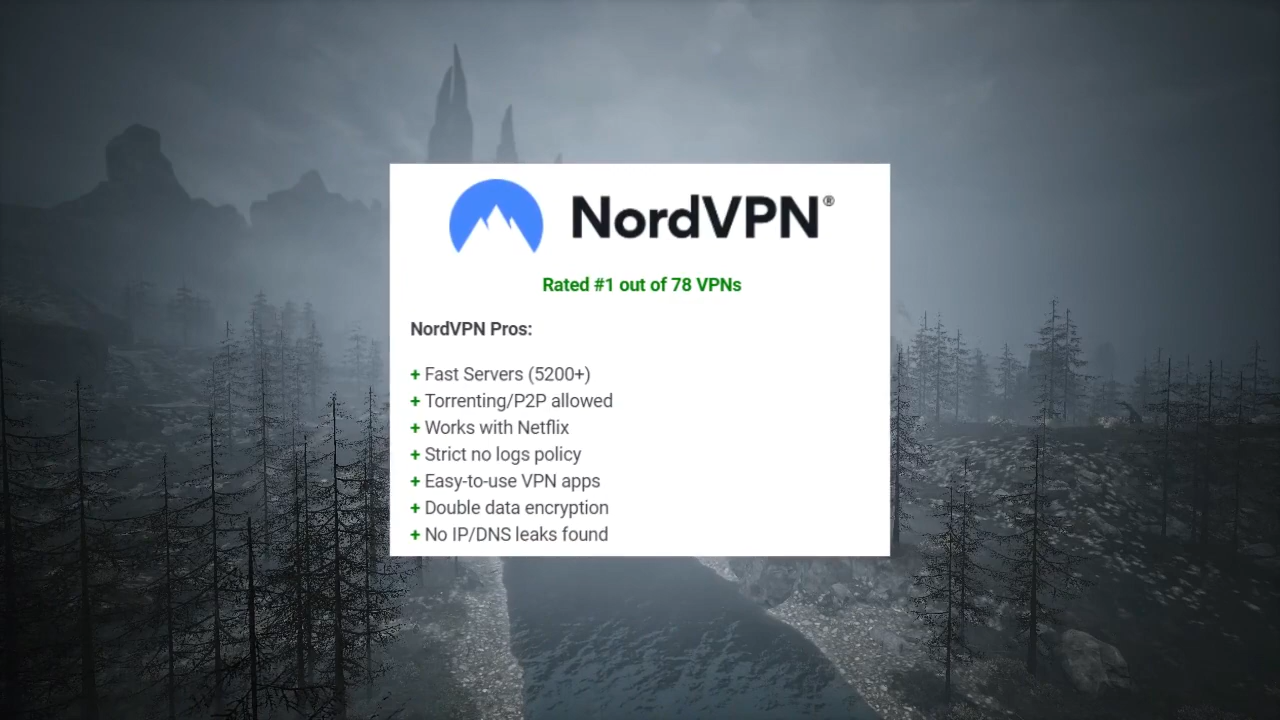 NordVPN®
Rated #1 out of 78 VPNs
NordVPN Pros:
+ Fast Servers (5200+)
+ Torrenting/P2P allowed
+ Works with Netflix
+ Strict no logs policy
+ Easy-to-use VPN apps
+ Double data encryption
+ No IP/DNS leaks found